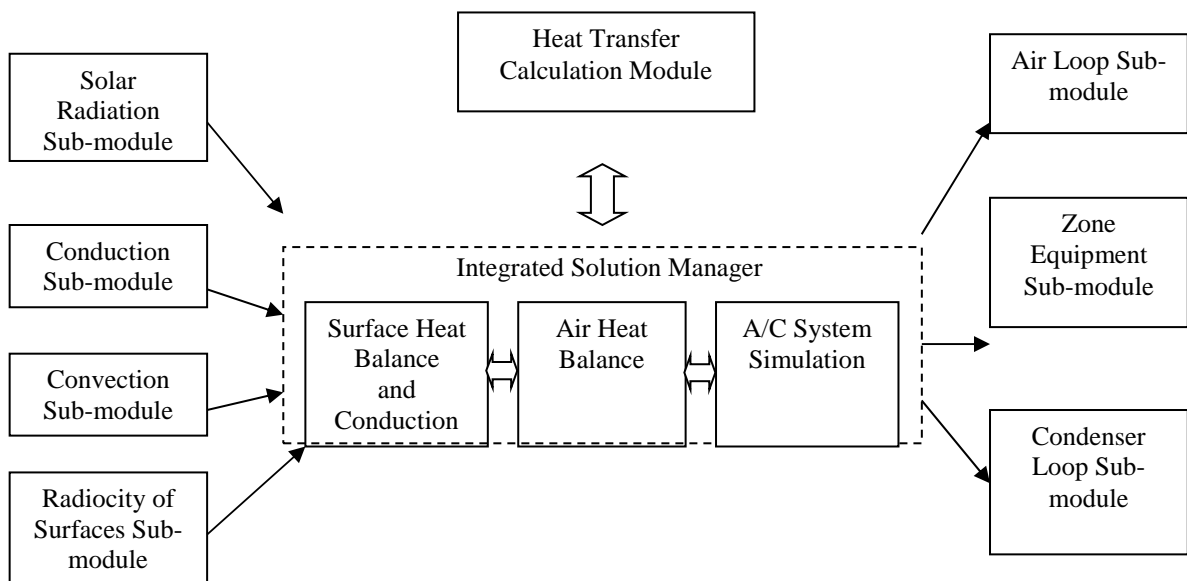 Heat Transfer
Calculation Module
Solar
Radiation
Sub-module
Conduction
Sub-module
Convection
Sub-module
Radiocity of
Surfaces Sub-
module
Integrated Solution Manager
Surface Heat
Balance
and
Conduction
Air Heat
Balance
A/C System
Simulation
Air Loop Sub-
module
Zone
Equipment
Sub-module
Condenser
Loop Sub-
module